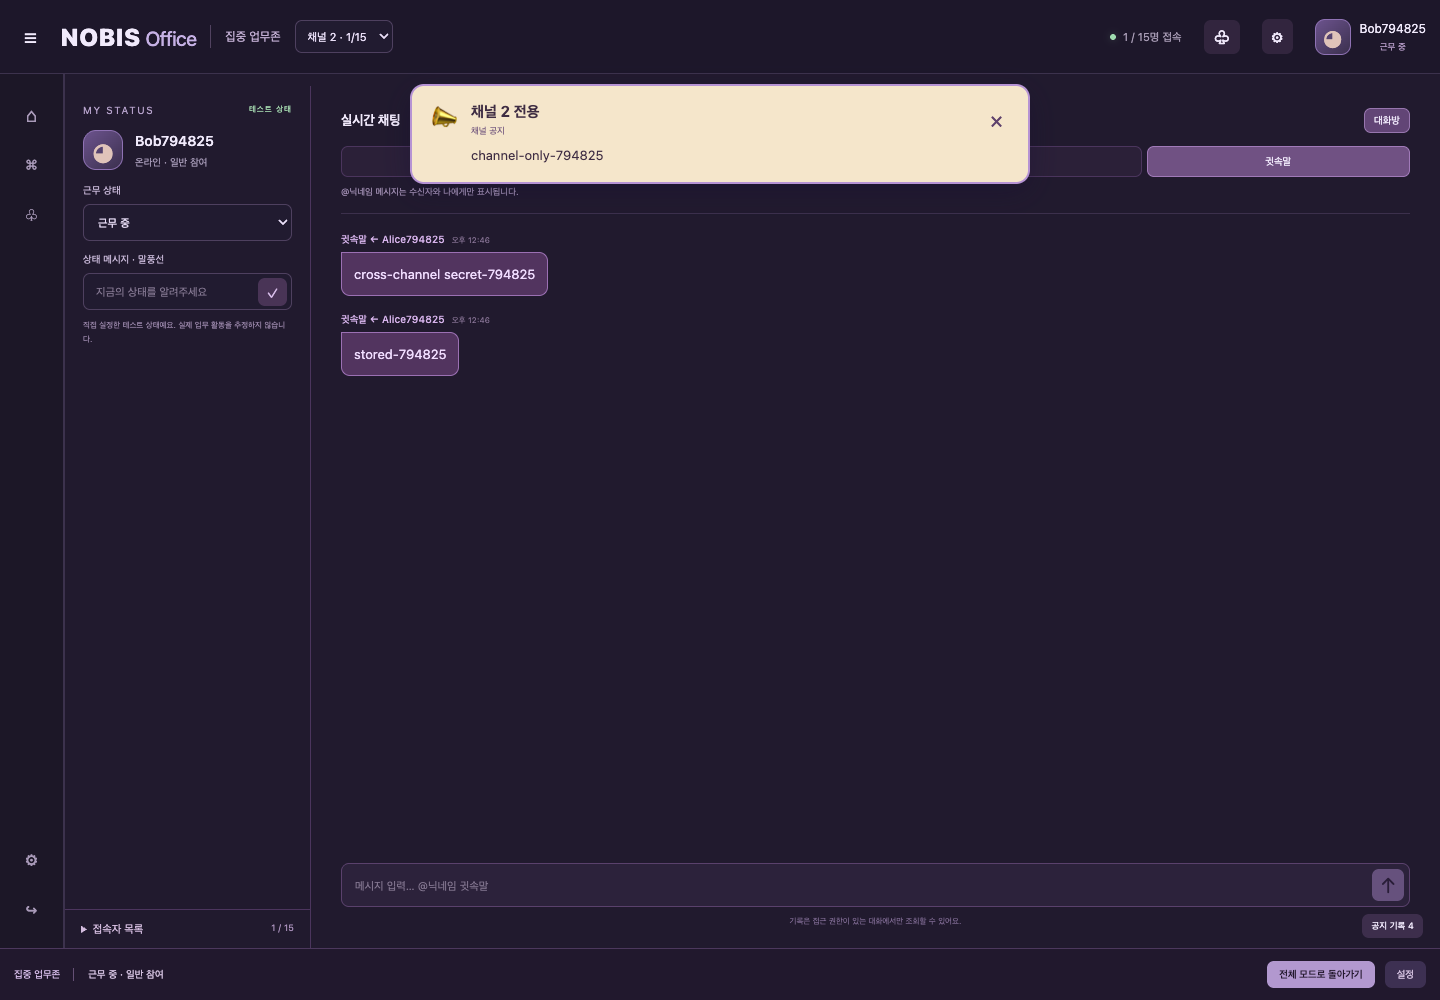 NOBIS Office
집중 업무존
채널 2 · 1/15
1 / 15명 접속
Bob794825
근무 중
MY STATUS
테스트 상태
Bob794825
온라인 · 일반 참여
근무 상태
근무 중
상태 메시지 · 말풍선
지금의 상태를 알려주세요
직접 설정한 테스트 상태예요. 실제 업무 활동을 추정하지 않습니
다.
접속자 목록
1 / 15
실시간 채팅
대화방
채널 2 전용
채널 공지
channel-only-794825
귓속말
@닉네임 메시지는 수신자와 나에게만 표시됩니다.
귓속말 ← Alice794825 오후 12:46
cross-channel secret-794825
귓속말 ← Alice794825 오후 12:46
stored-794825
메시지 입력... @닉네임 귓속말
기록은 접근 권한이 있는 대화에서만 조회할 수 있어요.
공지 기록 4
집중 업무존
근무 중 · 일반 참여
전체 모드로 돌아가기
설정